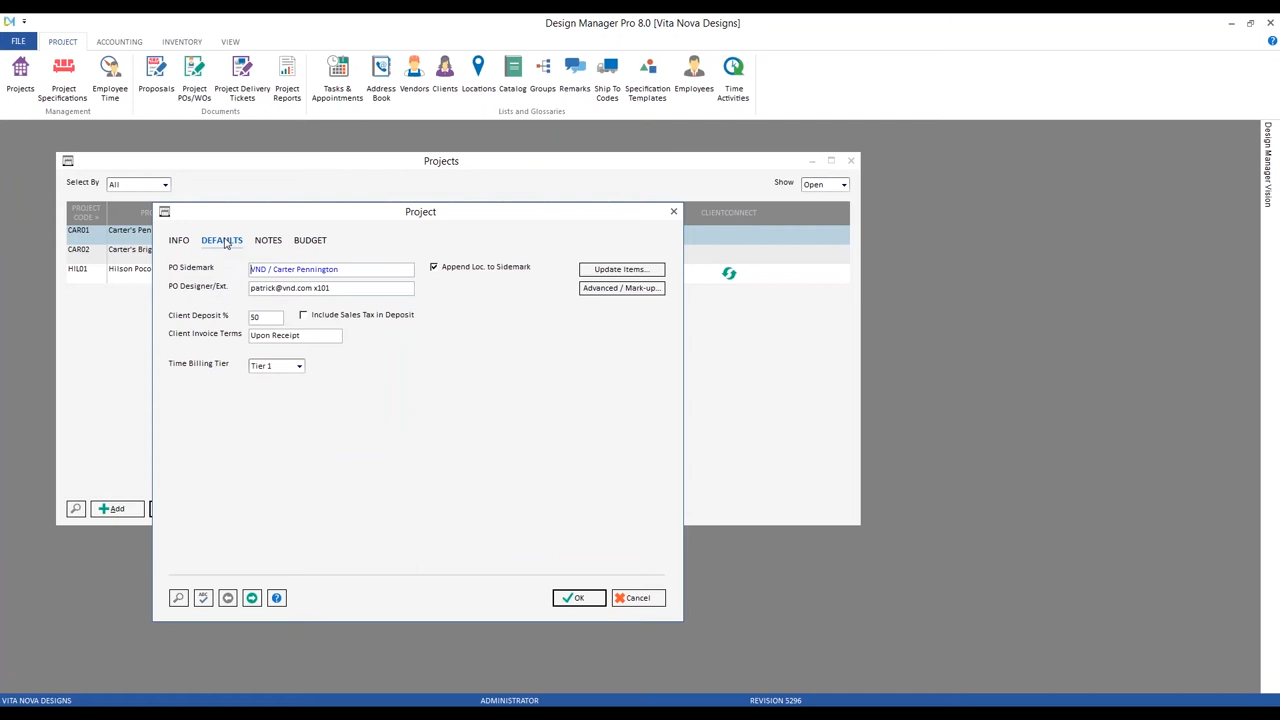 Design Manager Pro 8.0 [Vita Nova Designs]
FILE PROJECT ACCOUNTING INVENTORY VIEW
Projects
Project Specifications
Employee Time
Proposals
Project POs/WOs
Project Delivery Tickets
Project Reports
Tasks & Appointments
Address Book
Vendors
Clients
Locations
Catalog
Groups
Remarks
Ship To Codes
Specification Templates
Employees
Time Activities
Management
Documents
Lists and Glossaries
Design Manager Vision
Projects
Select By All
Show Open
PROJECT CODE
CLIENTCONNECT
CAR01 Carter's Pen
CAR02 Carter's Brig
HIL01 Hilson Poco
Add
Project
INFO DEFAULTS NOTES BUDGET
PO Sidemark VND / Carter Pennington Append Loc. to Sidemark Update Items...
PO Designer/Ext. patrick@vnd.com x101 Advanced / Mark-up...
Client Deposit % 50 Include Sales Tax in Deposit
Client Invoice Terms Upon Receipt
Time Billing Tier Tier 1
OK Cancel
VITA NOVA DESIGNS ADMINISTRATOR REVISION 5296